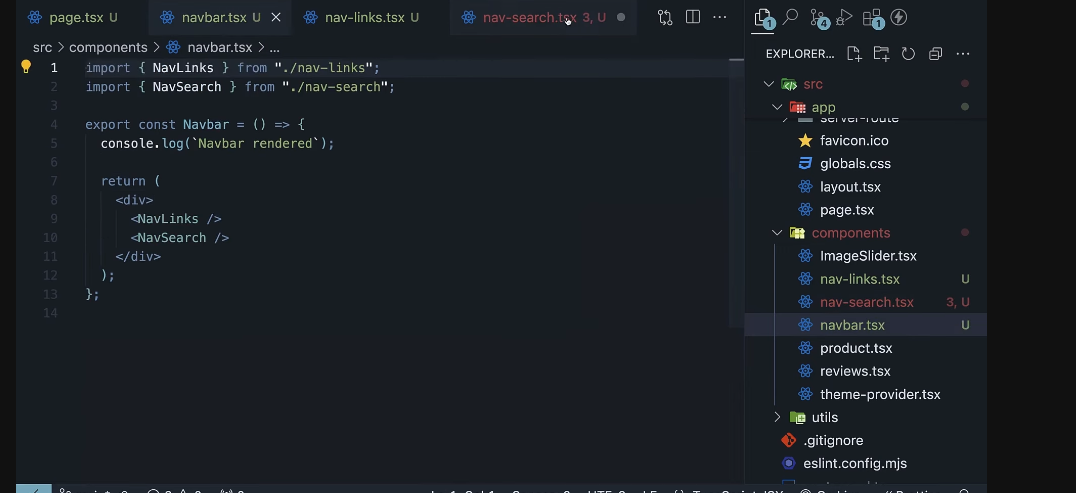 page.tsx U
navbar.tsx U
nav-links.tsx U
nav-search.tsx 3, U
src > components > navbar.tsx > ...
1 import { NavLinks } from "./nav-links";
2 import { NavSearch } from "./nav-search";
3
4 export const Navbar = () => {
5 console.log(`Navbar rendered`);
6
7 return (
8 <div>
9 <NavLinks />
10 <NavSearch />
11 </div>
12 );
13 };
14
1
4
1
EXPLORER...
src
app
server-route
favicon.ico
globals.css
layout.tsx
page.tsx
components
ImageSlider.tsx
nav-links.tsx U
nav-search.tsx 3, U
navbar.tsx U
product.tsx
reviews.tsx
theme-provider.tsx
utils
.gitignore
eslint.config.mjs